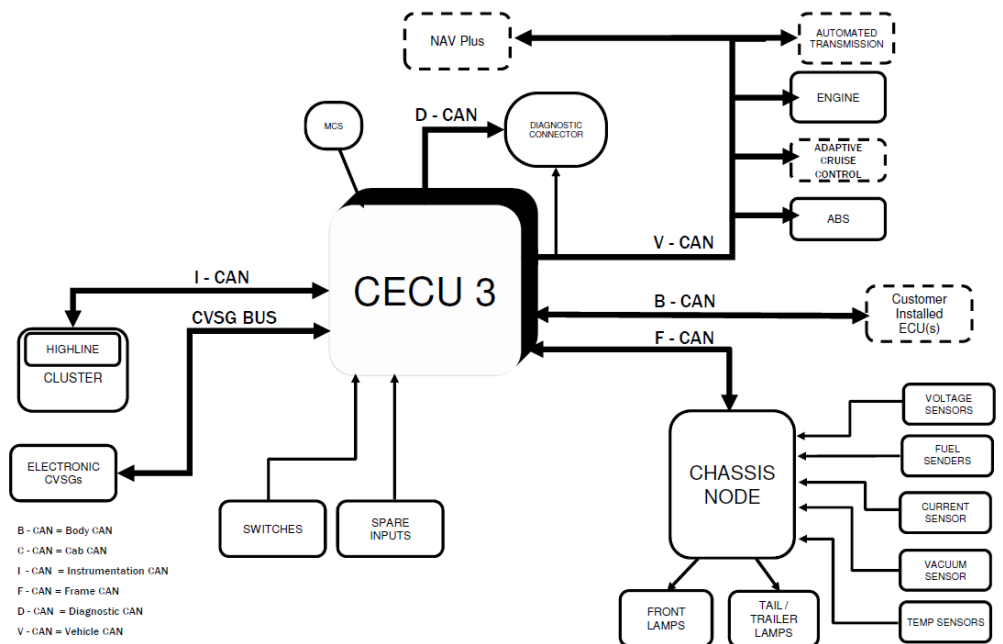 NAV Plus
AUTOMATED
TRANSMISSION
ENGINE
MCS
D - CAN
DIAGNOSTIC
CONNECTOR
ADAPTIVE
CRUISE
CONTROL
ABS
V - CAN
I - CAN
CECU 3
B - CAN
Customer
Installed
ECU(s)
CVSG BUS
F - CAN
HIGHLINE
CLUSTER
VOLTAGE
SENSORS
FUEL
SENDERS
ELECTRONIC
CVSGs
CHASSIS
NODE
CURRENT
SENSOR
SWITCHES
SPARE
INPUTS
VACUUM
SENSOR
FRONT
LAMPS
TAIL /
TRAILER
LAMPS
TEMP SENSORS
B - CAN = Body CAN
C - CAN = Cab CAN
I - CAN = Instrumentation CAN
F - CAN = Frame CAN
D - CAN = Diagnostic CAN
V - CAN = Vehicle CAN